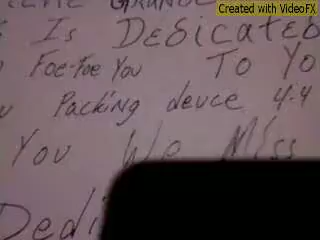 Created with VideoFX
Is Dedicated
Foe-Foe You To Yo
Packing deuce 4-4
You We Miss
Dedi